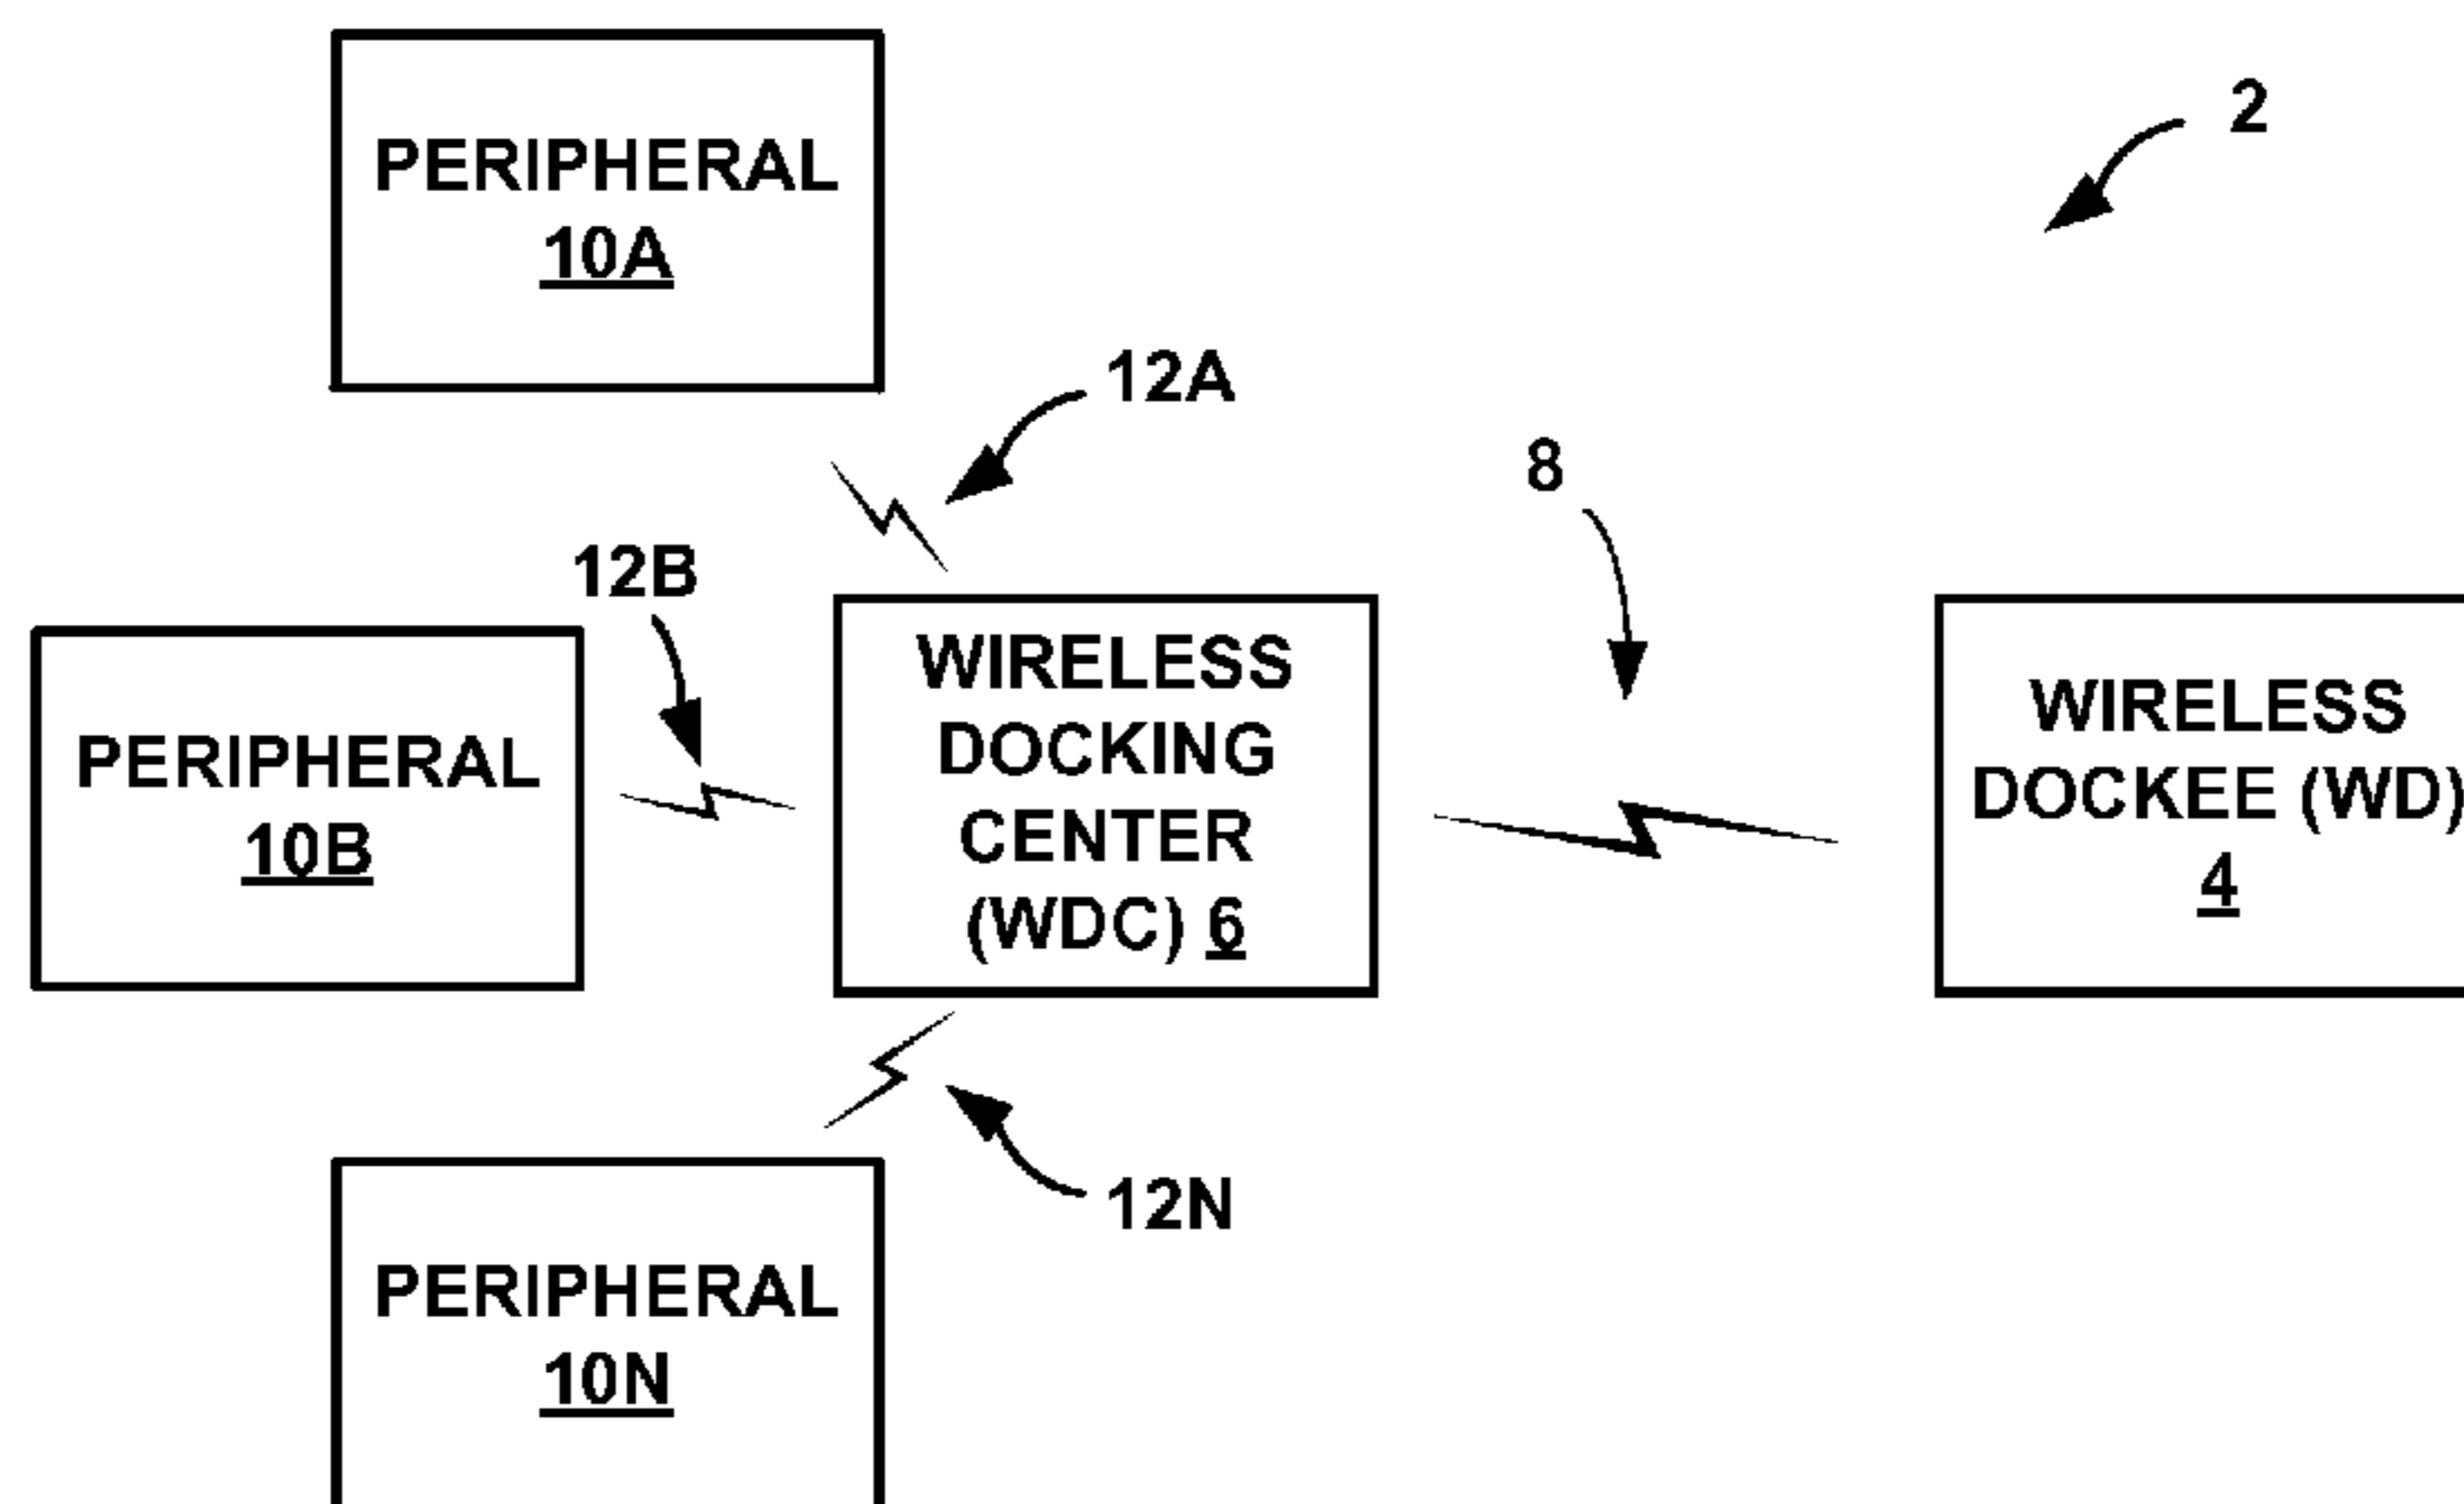 PERIPHERAL
10A
2
12A
8
12B
PERIPHERAL
10B
WIRELESS
DOCKING
CENTER
(WDC) 6
WIRELESS
DOCKEE (WD)
4
12N
PERIPHERAL
10N